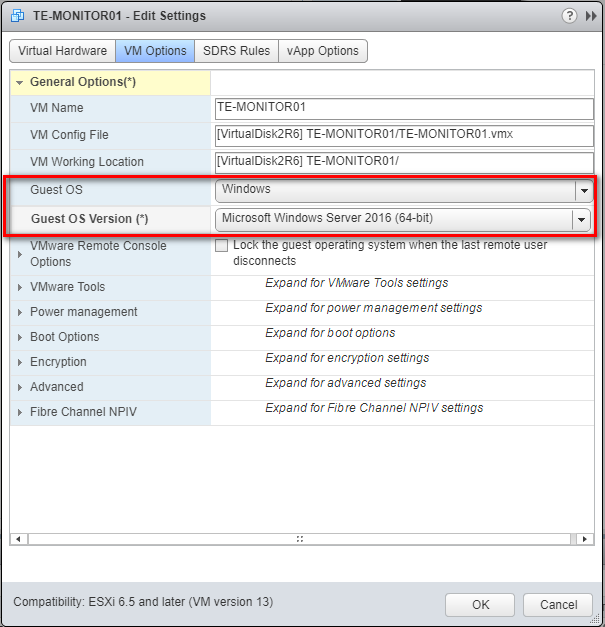 TE-MONITOR01 - Edit Settings
?
Virtual Hardware VM Options SDRS Rules vApp Options
General Options(*)
VM Name TE-MONITOR01
VM Config File [VirtualDisk2R6] TE-MONITOR01/TE-MONITOR01.vmx
VM Working Location [VirtualDisk2R6] TE-MONITOR01/
Guest OS Windows
Guest OS Version (*) Microsoft Windows Server 2016 (64-bit)
VMware Remote Console Lock the guest operating system when the last remote user
Options disconnects
VMware Tools Expand for VMware Tools settings
Power management Expand for power management settings
Boot Options Expand for boot options
Encryption Expand for encryption settings
Advanced Expand for advanced settings
Fibre Channel NPIV Expand for Fibre Channel NPIV settings
Compatibility: ESXi 6.5 and later (VM version 13) OK Cancel